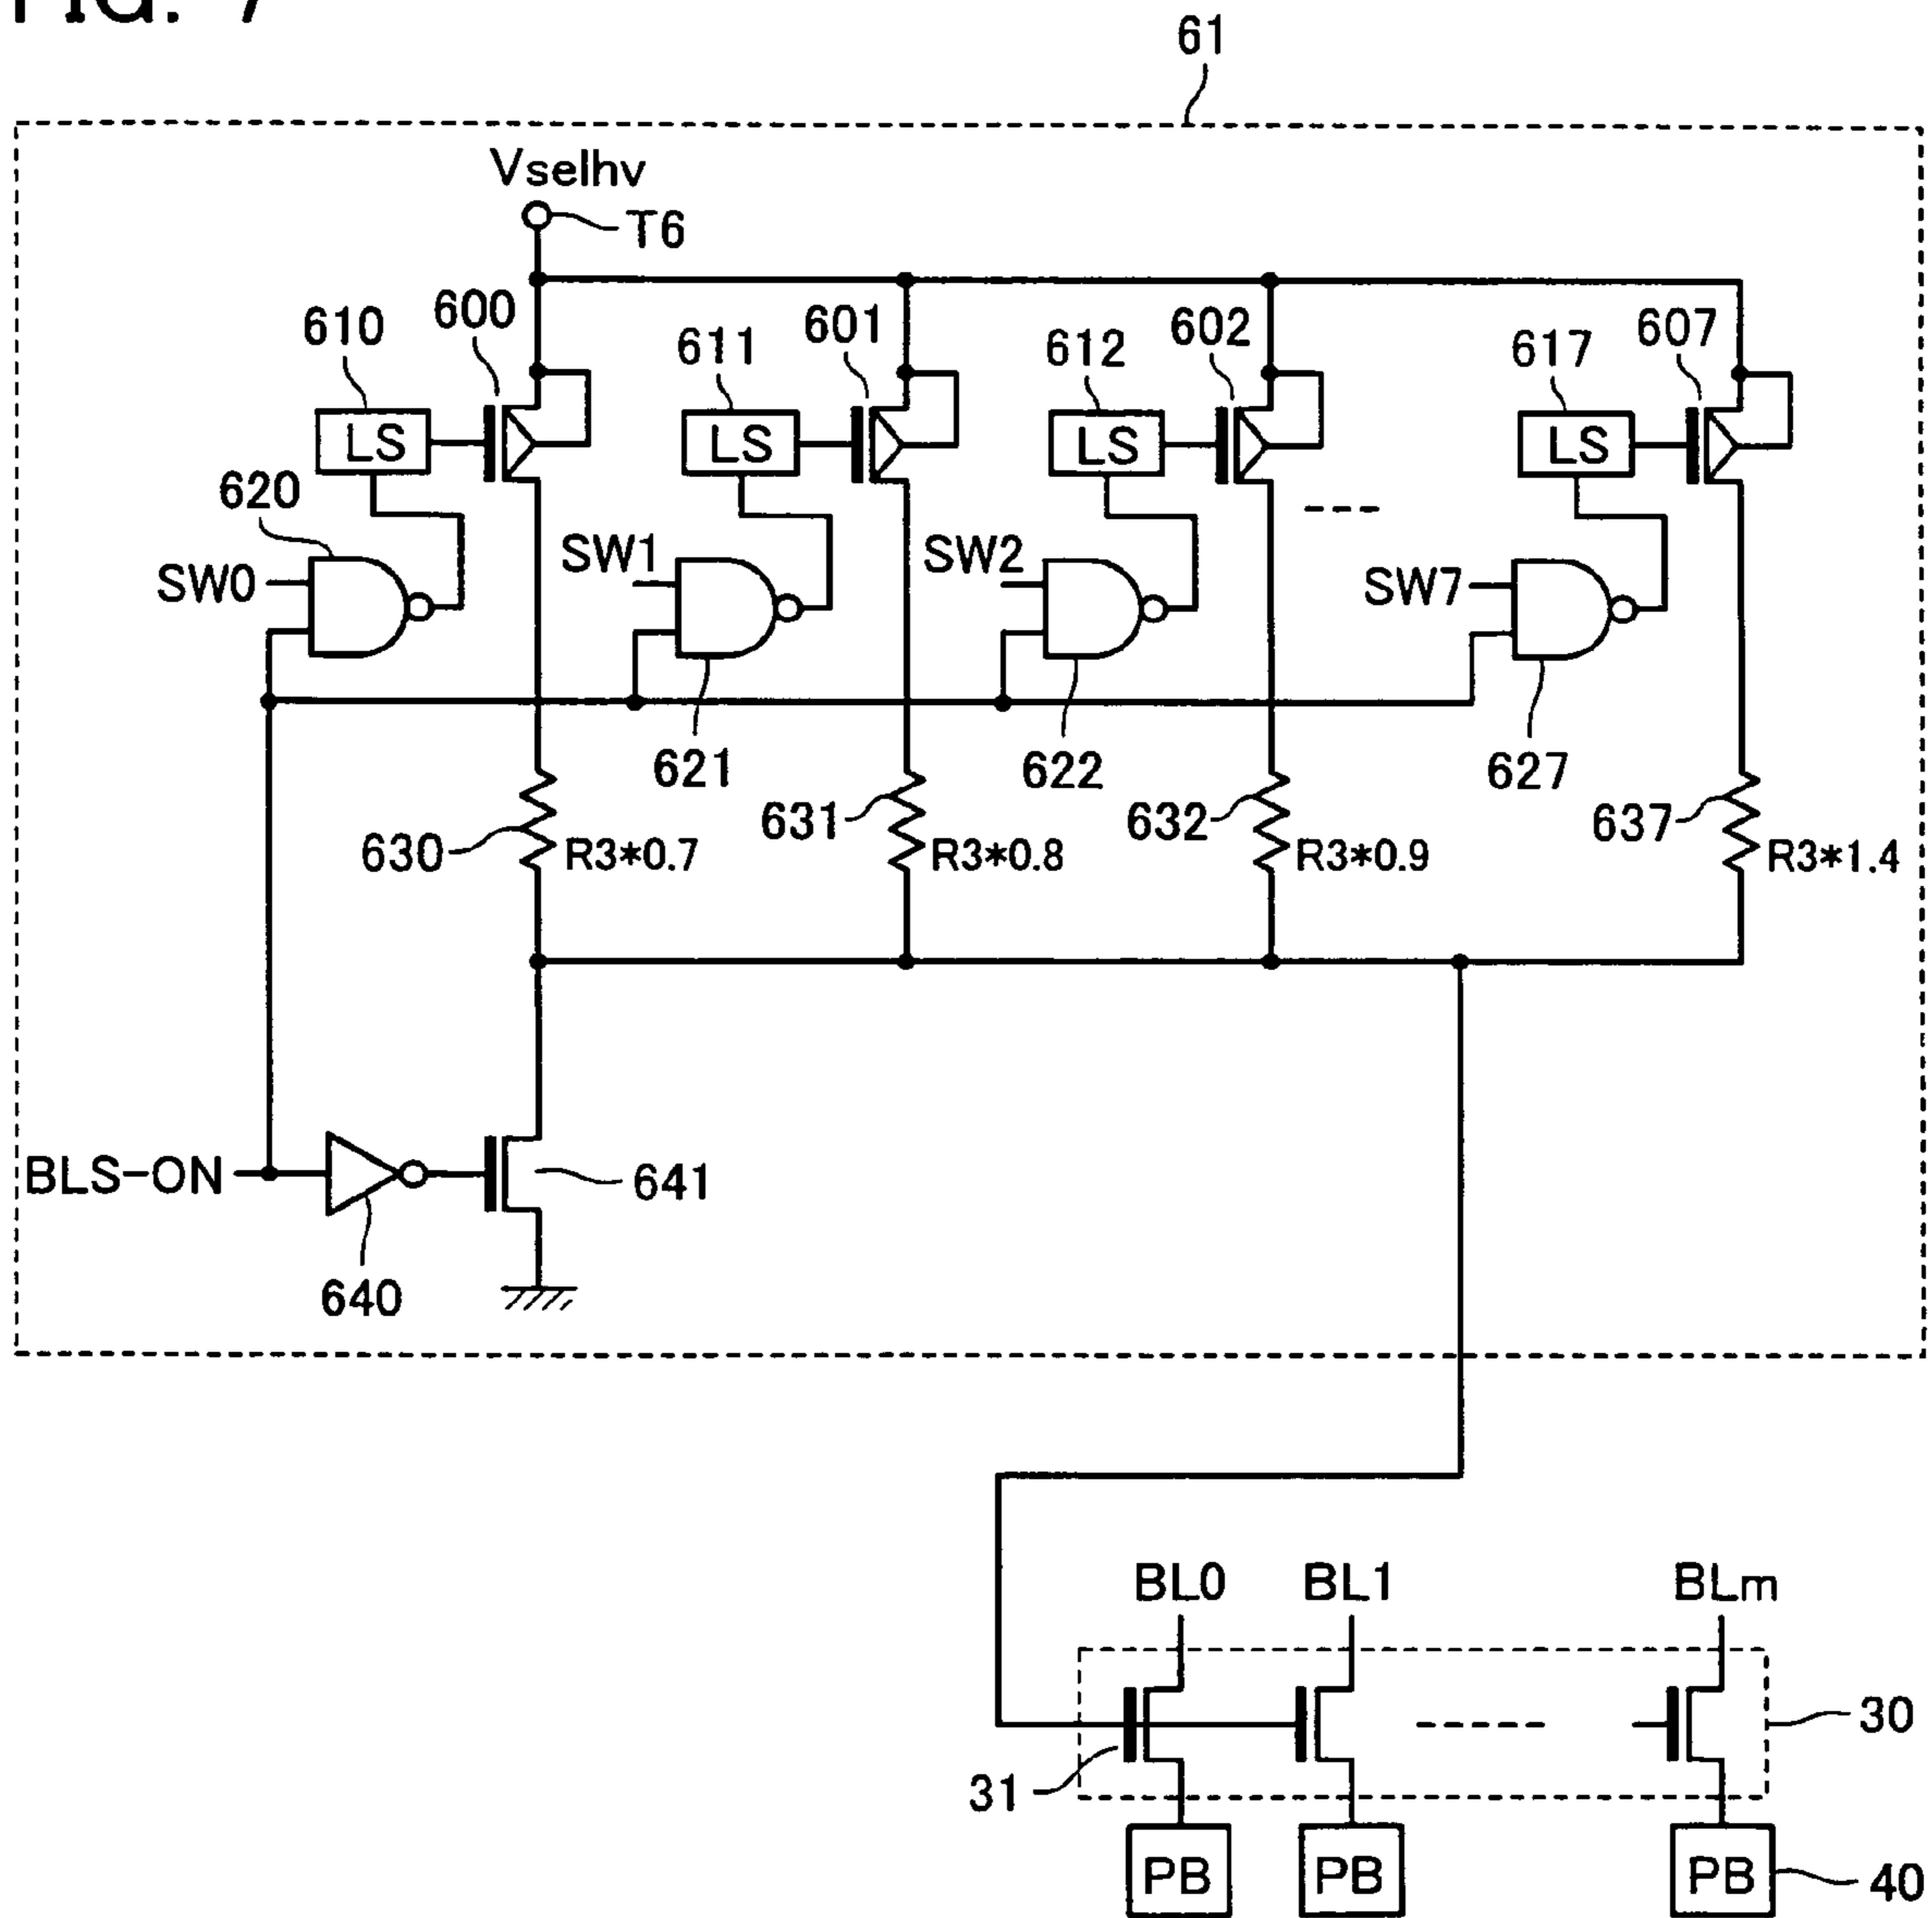 FIG. 7
61
Vselhv
T6
610 600 611 601 612 602 617 607
LS LS LS LS
620
SW0 SW1 SW2 SW7
621 622 627
630 R3*0.7 631 R3*0.8 632 R3*0.9 637 R3*1.4
BLS-ON 641
640
BL0 BL1 BLm
30
31
PB PB PB 40